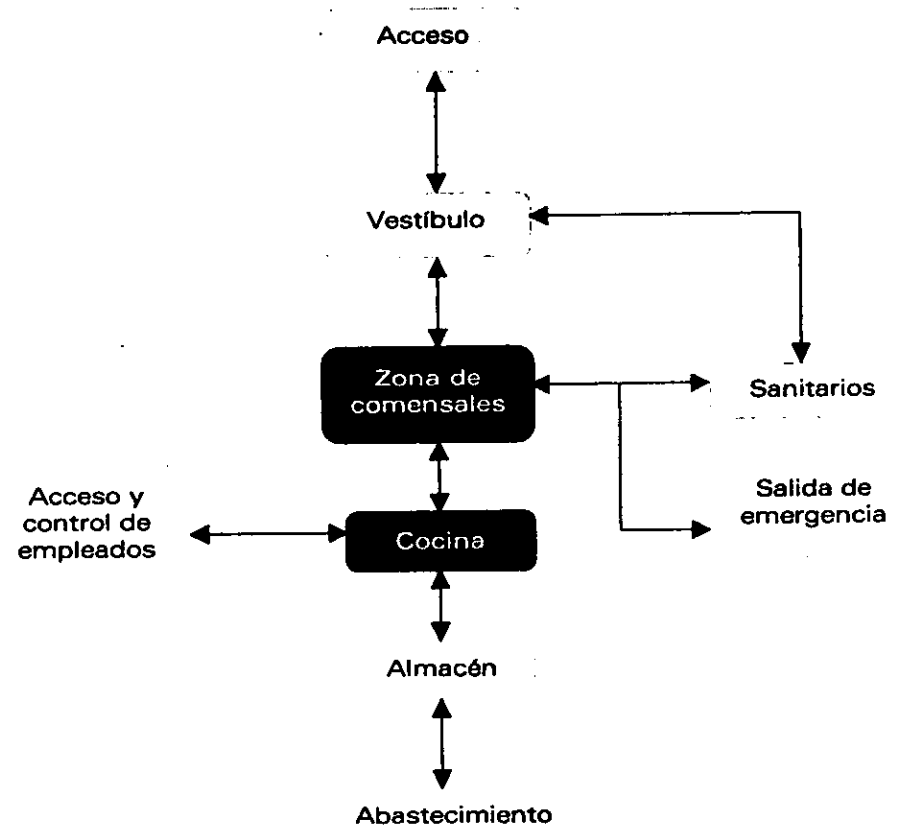 Acceso
Vestíbulo
Zona de
comensales
Sanitarios
Acceso y
control de
empleados
Cocina
Salida de
emergencia
Almacén
Abastecimiento